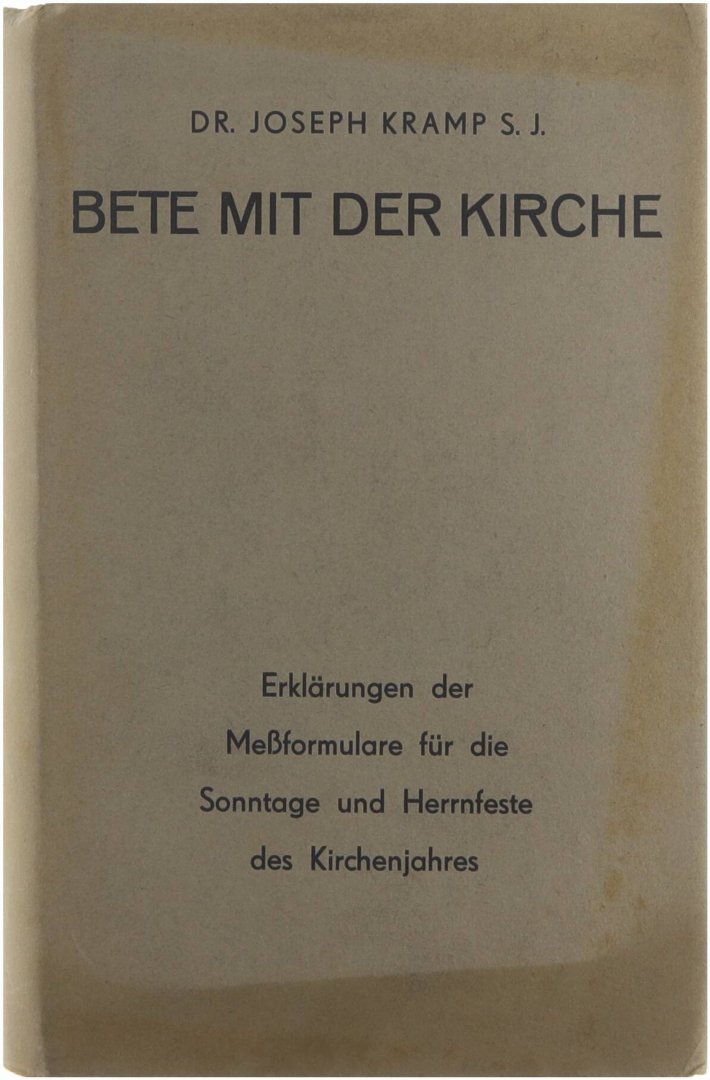 DR. JOSEPH KRAMP S. J.
BETE MIT DER KIRCHE
Erklärungen der
Meßformulare für die
Sonntage und Herrnfeste
des Kirchenjahres